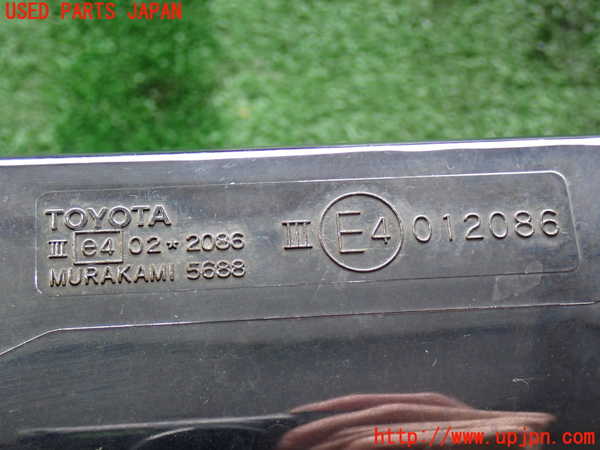 USED PARTS JAPAN
TOYOTA
III e4 02*2086
MURAKAMI 5688
III E4 012086
http://www.upjpn.com/